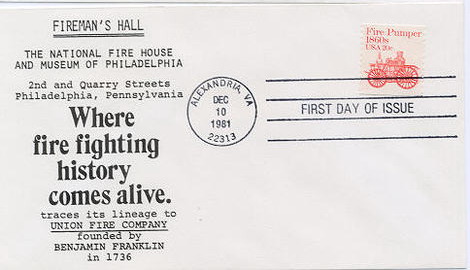 FIREMAN'S HALL
THE NATIONAL FIRE HOUSE
AND MUSEUM OF PHILADELPHIA
2nd and Quarry Streets
Philadelphia, Pennsylvania
Where
fire fighting
history
comes alive.
traces its lineage to
UNION FIRE COMPANY
founded by
BENJAMIN FRANKLIN
in 1736
ALEXANDRIA, VA
DEC
10
1981
22313
Fire Pumper
1860s
USA 20c
FIRST DAY OF ISSUE